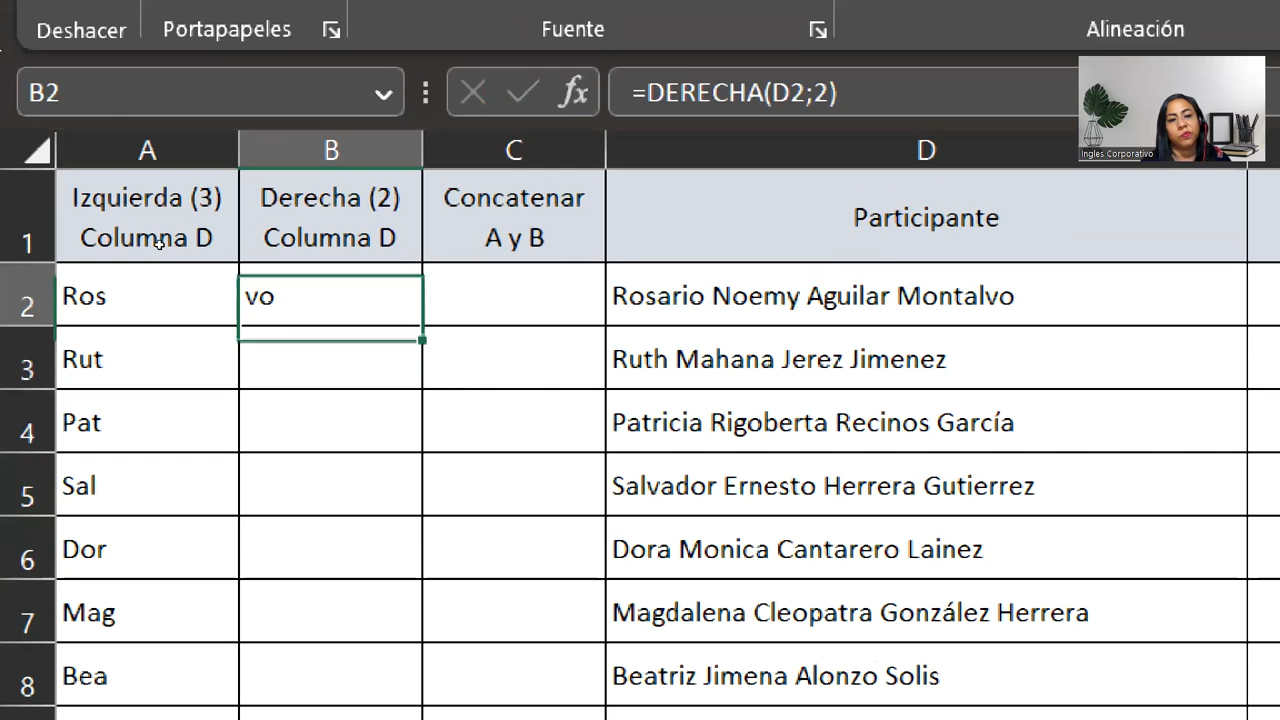 Deshacer Portapapeles Fuente Alineación
B2 fx =DERECHA(D2;2)
Ingles Corporativo
A B C D
1 Izquierda (3) Columna D Derecha (2) Columna D Concatenar A y B Participante
2 Ros vo Rosario Noemy Aguilar Montalvo
3 Rut Ruth Mahana Jerez Jimenez
4 Pat Patricia Rigoberta Recinos García
5 Sal Salvador Ernesto Herrera Gutierrez
6 Dor Dora Monica Cantarero Lainez
7 Mag Magdalena Cleopatra González Herrera
8 Bea Beatriz Jimena Alonzo Solis